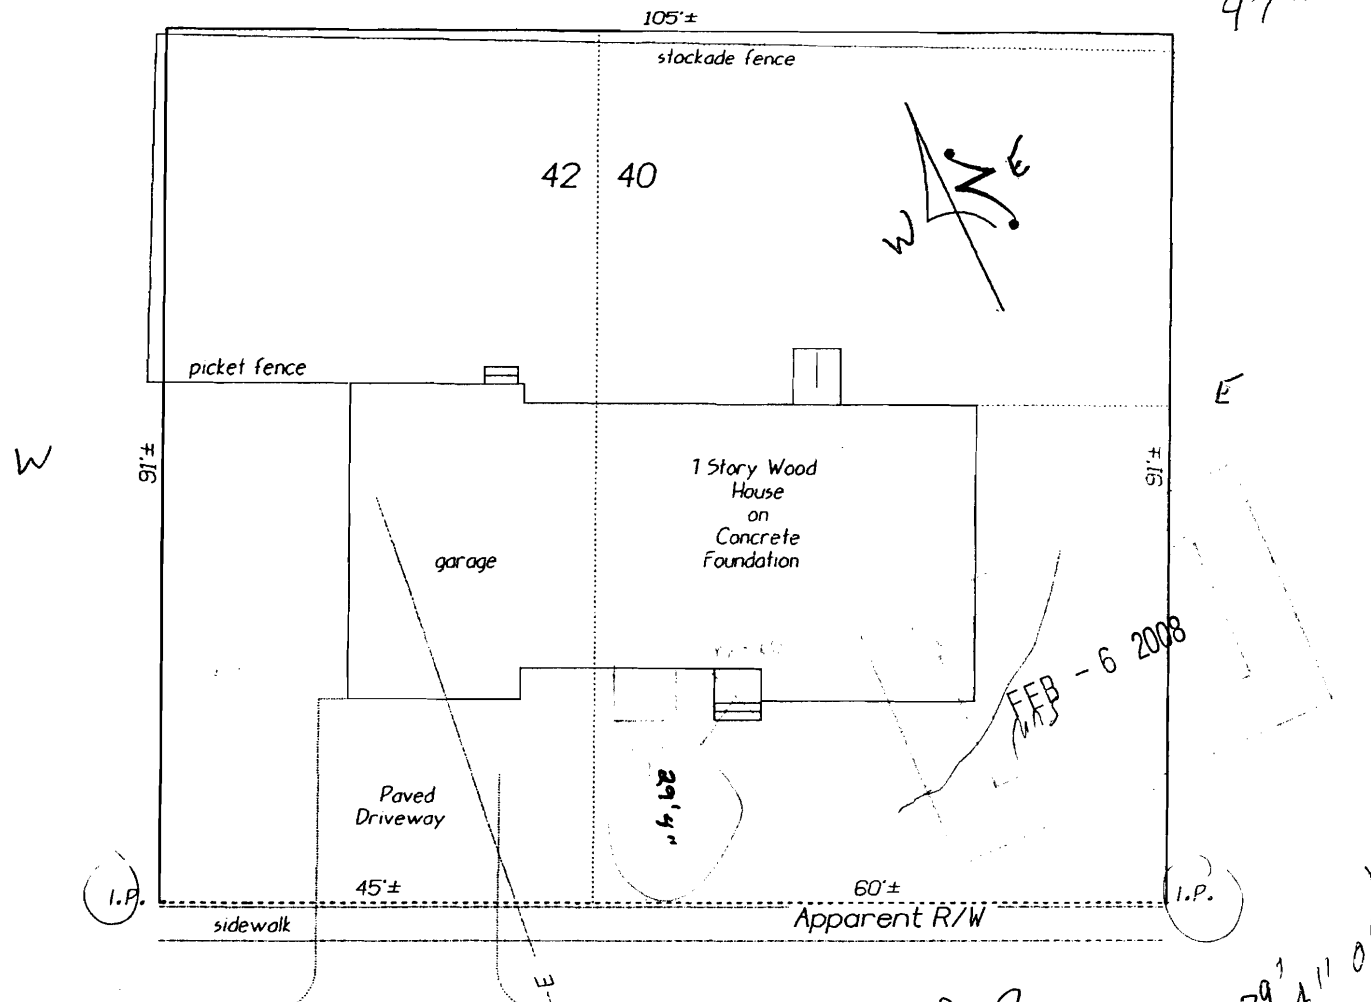 105'±
47
stockade fence
42 40
N
E
W
picket fence
E
W
91'±
91'±
1 Story Wood
House
on
Concrete
Foundation
garage
FEB - 6 2008
29'4"
Paved
Driveway
I.P.
45'±
60'±
I.P.
sidewalk
Apparent R/W
E